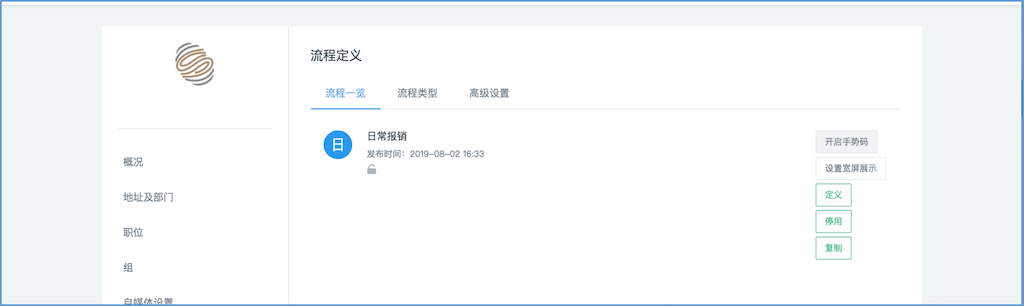 流程定义
流程一览 流程类型 高级设置
日
日常报销
发布时间：2019-08-02 16:33
开启手势码
设置宽屏展示
定义
停用
复制
概况
地址及部门
职位
组
自媒体设置